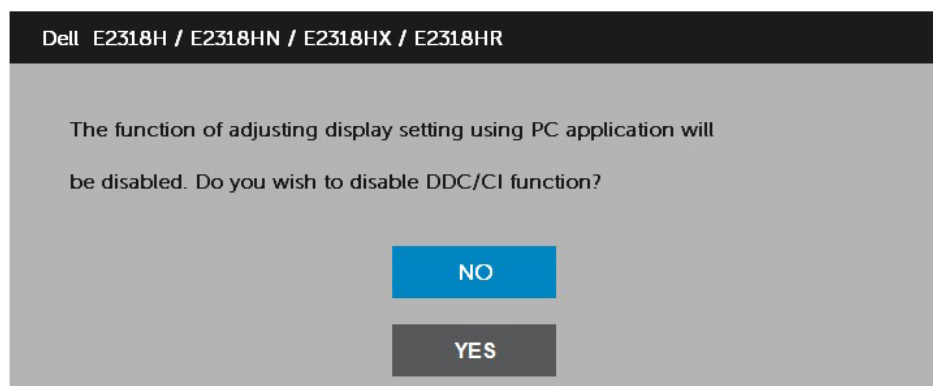 Dell E2318H / E2318HN / E2318HX / E2318HR
The function of adjusting display setting using PC application will
be disabled. Do you wish to disable DDC/CI function?
NO
YES